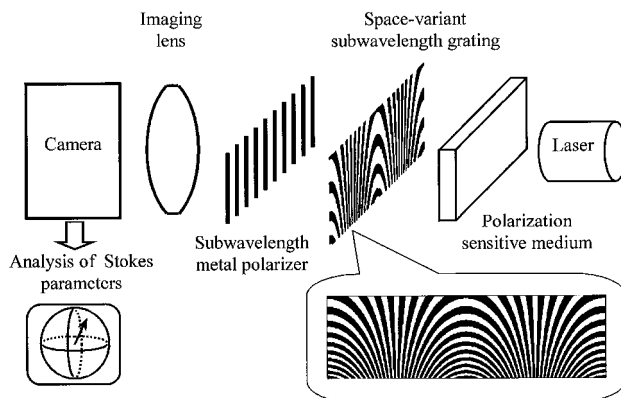 Imaging
lens
Space-variant
subwavelength grating
Camera
Laser
Subwavelength
metal polarizer
Polarization
sensitive medium
Analysis of Stokes
parameters